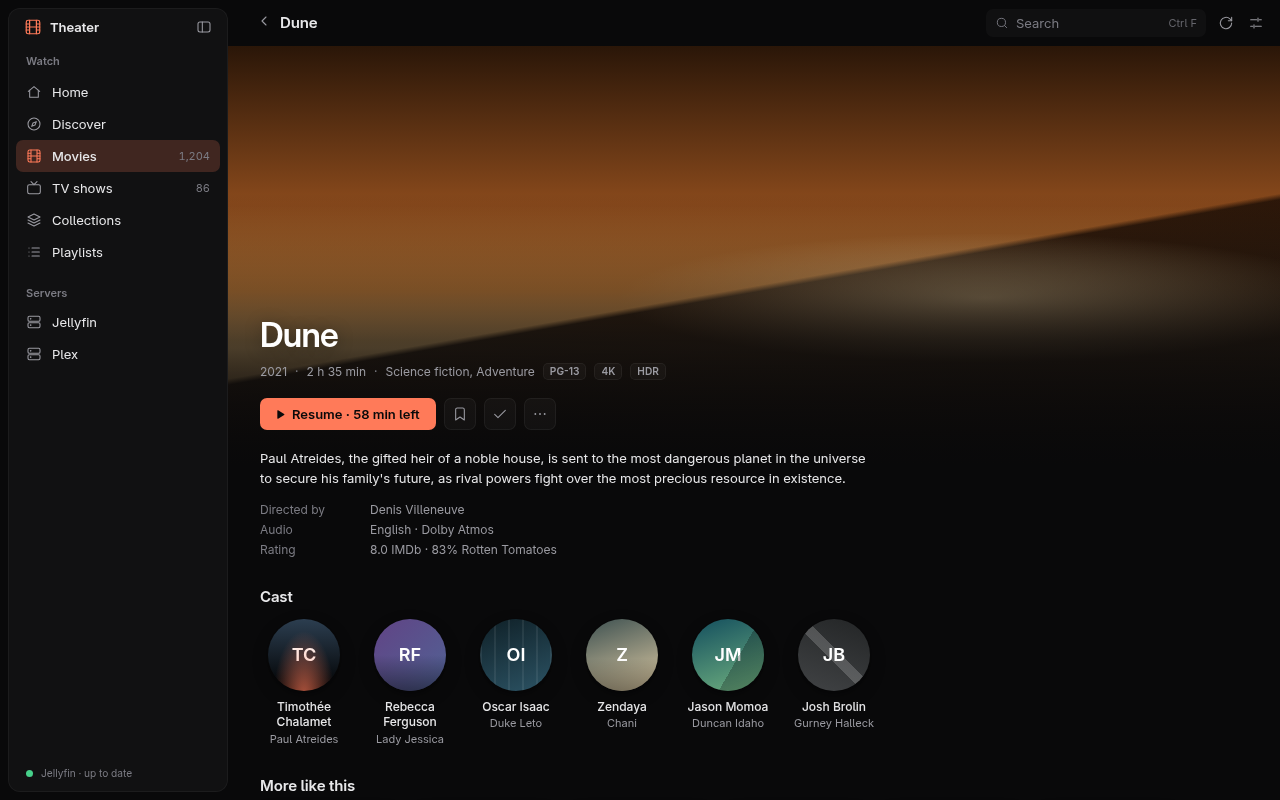 Theater
Watch
Home
Discover
Movies 1,204
TV shows 86
Collections
Playlists
Servers
Jellyfin
Plex
Jellyfin · up to date
Dune
Search Ctrl F
Dune
2021 · 2 h 35 min · Science fiction, Adventure PG-13 4K HDR
Resume · 58 min left
Paul Atreides, the gifted heir of a noble house, is sent to the most dangerous planet in the universe
to secure his family's future, as rival powers fight over the most precious resource in existence.
Directed by Denis Villeneuve
Audio English · Dolby Atmos
Rating 8.0 IMDb · 83% Rotten Tomatoes
Cast
TC
Timothée
Chalamet
Paul Atreides
RF
Rebecca
Ferguson
Lady Jessica
OI
Oscar Isaac
Duke Leto
Z
Zendaya
Chani
JM
Jason Momoa
Duncan Idaho
JB
Josh Brolin
Gurney Halleck
More like this